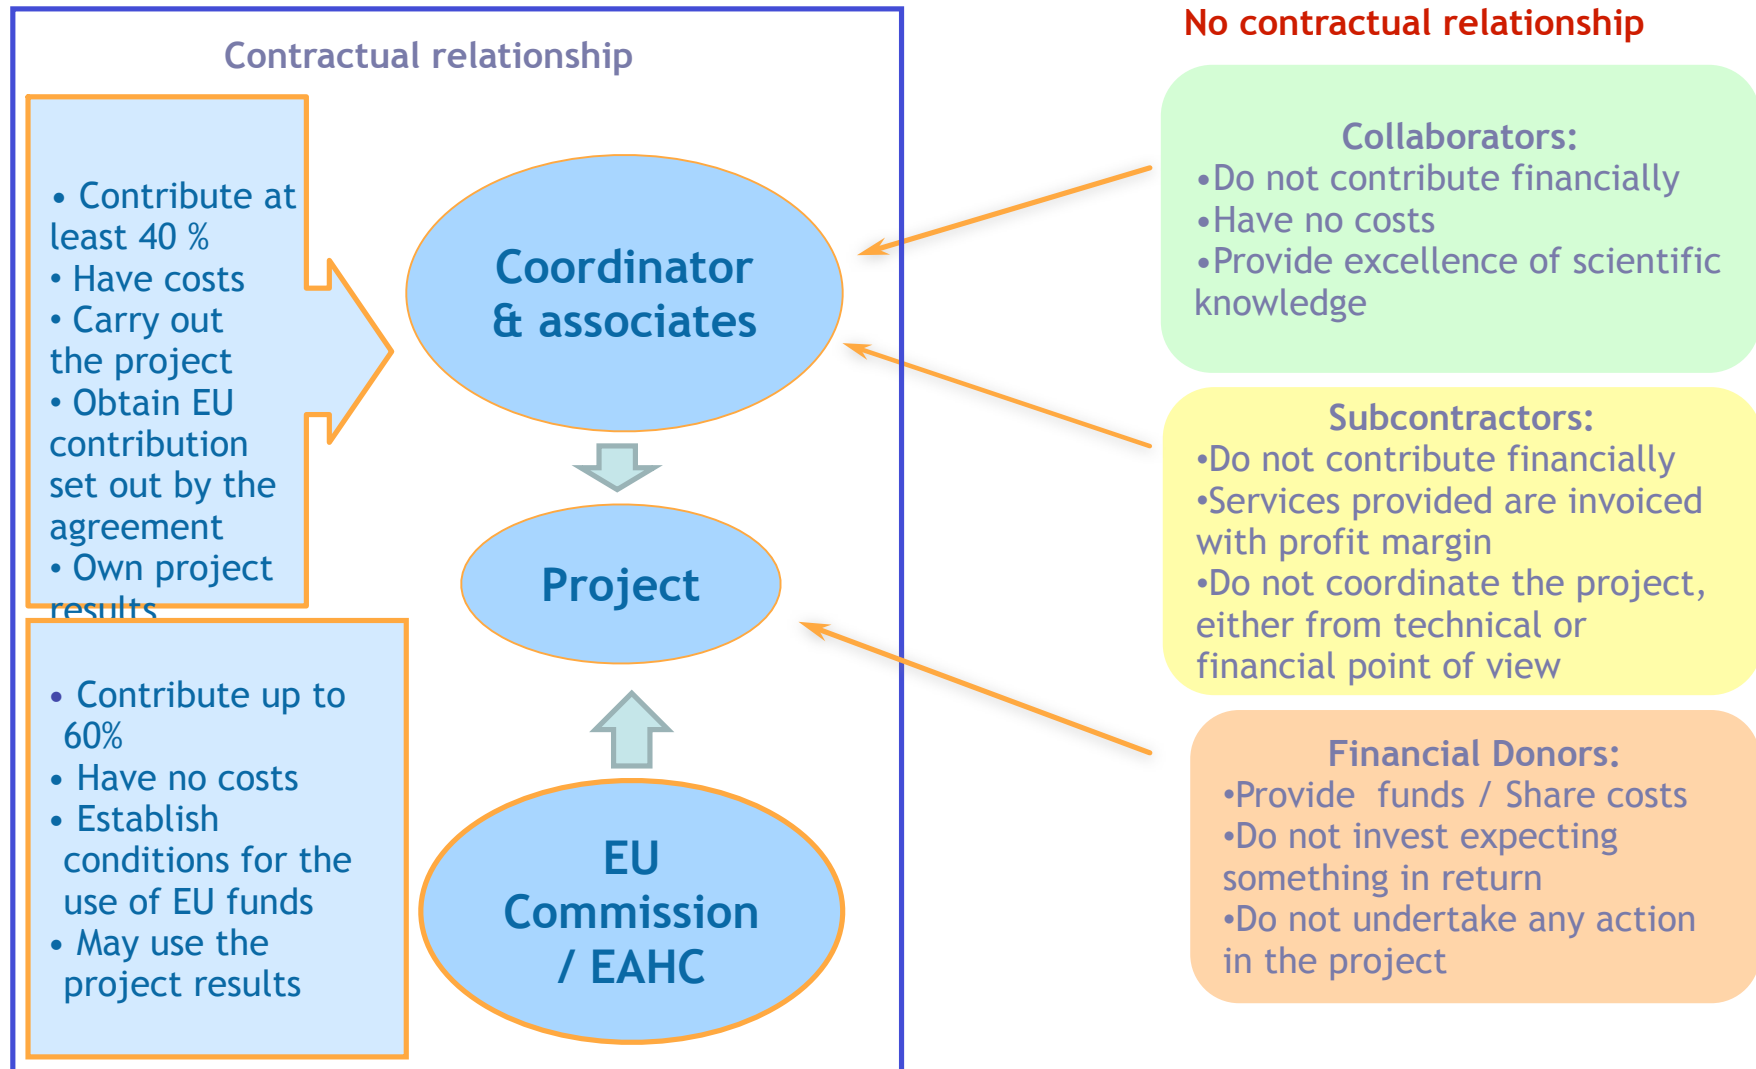 Contractual relationship
• Contribute at
least 40 %
• Have costs
• Carry out
the project
• Obtain EU
contribution
set out by the
agreement
• Own project
results
• Contribute up to
60%
• Have no costs
• Establish
conditions for the
use of EU funds
• May use the
project results
Coordinator
& associates
Project
EU
Commission
/ EAHC
No contractual relationship
Collaborators:
•Do not contribute financially
•Have no costs
•Provide excellence of scientific
knowledge
Subcontractors:
•Do not contribute financially
•Services provided are invoiced
with profit margin
•Do not coordinate the project,
either from technical or
financial point of view
Financial Donors:
•Provide  funds / Share costs
•Do not invest expecting
something in return
•Do not undertake any action
in the project